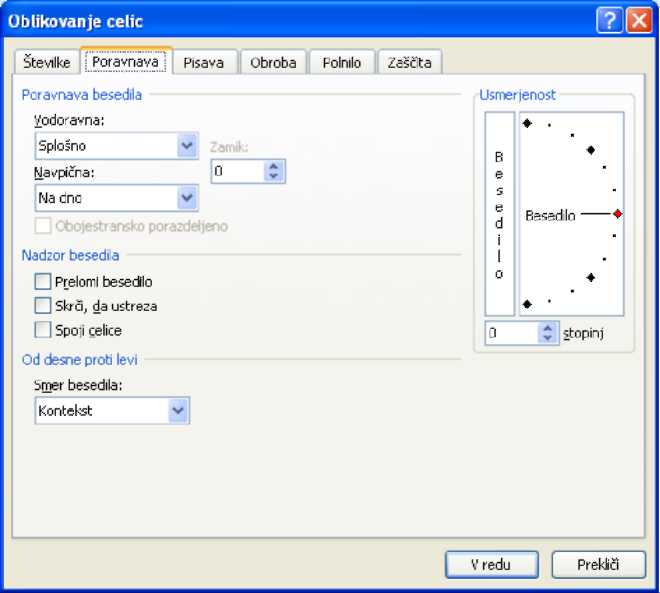 Oblikovanje celic
Številke Poravnava Pisava Obroba Polnilo Zaščita
Poravnava besedila
Vodoravna:
Splošno
Zamik:
Navpična:
0
Na dno
Obojestransko porazdeljeno
Nadzor besedila
Prelomi besedilo
Skrči, da ustreza
Spoji celice
Od desne proti levi
Smer besedila:
Kontekst
Usmerjenost
Besedilo
Besedilo
0 stopinj
V redu Prekliči